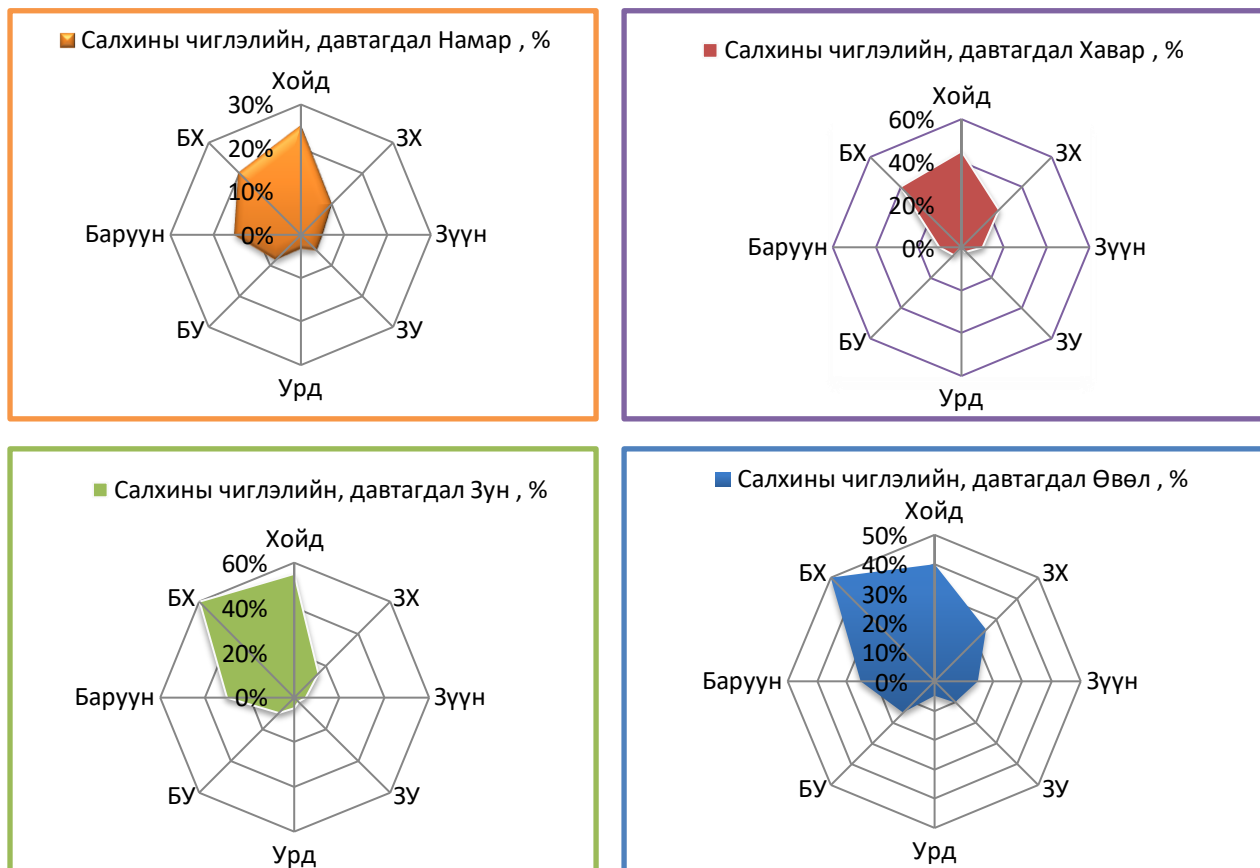 Салхины чиглэлийн, давтагдал Намар , %
Хойд
30%
БХ
ЗХ
20%
10%
Баруун
0%
Зүүн
БУ
ЗУ
Урд
Салхины чиглэлийн, давтагдал Хавар , %
Хойд
60%
БХ
ЗХ
40%
20%
Баруун
0%
Зүүн
БУ
ЗУ
Урд
Салхины чиглэлийн, давтагдал Зун , %
Хойд
60%
БХ
ЗХ
40%
20%
Баруун
0%
Зүүн
БУ
ЗУ
Урд
Салхины чиглэлийн, давтагдал Өвөл , %
Хойд
50%
БХ
ЗХ
40%
30%
20%
10%
Баруун
0%
Зүүн
БУ
ЗУ
Урд